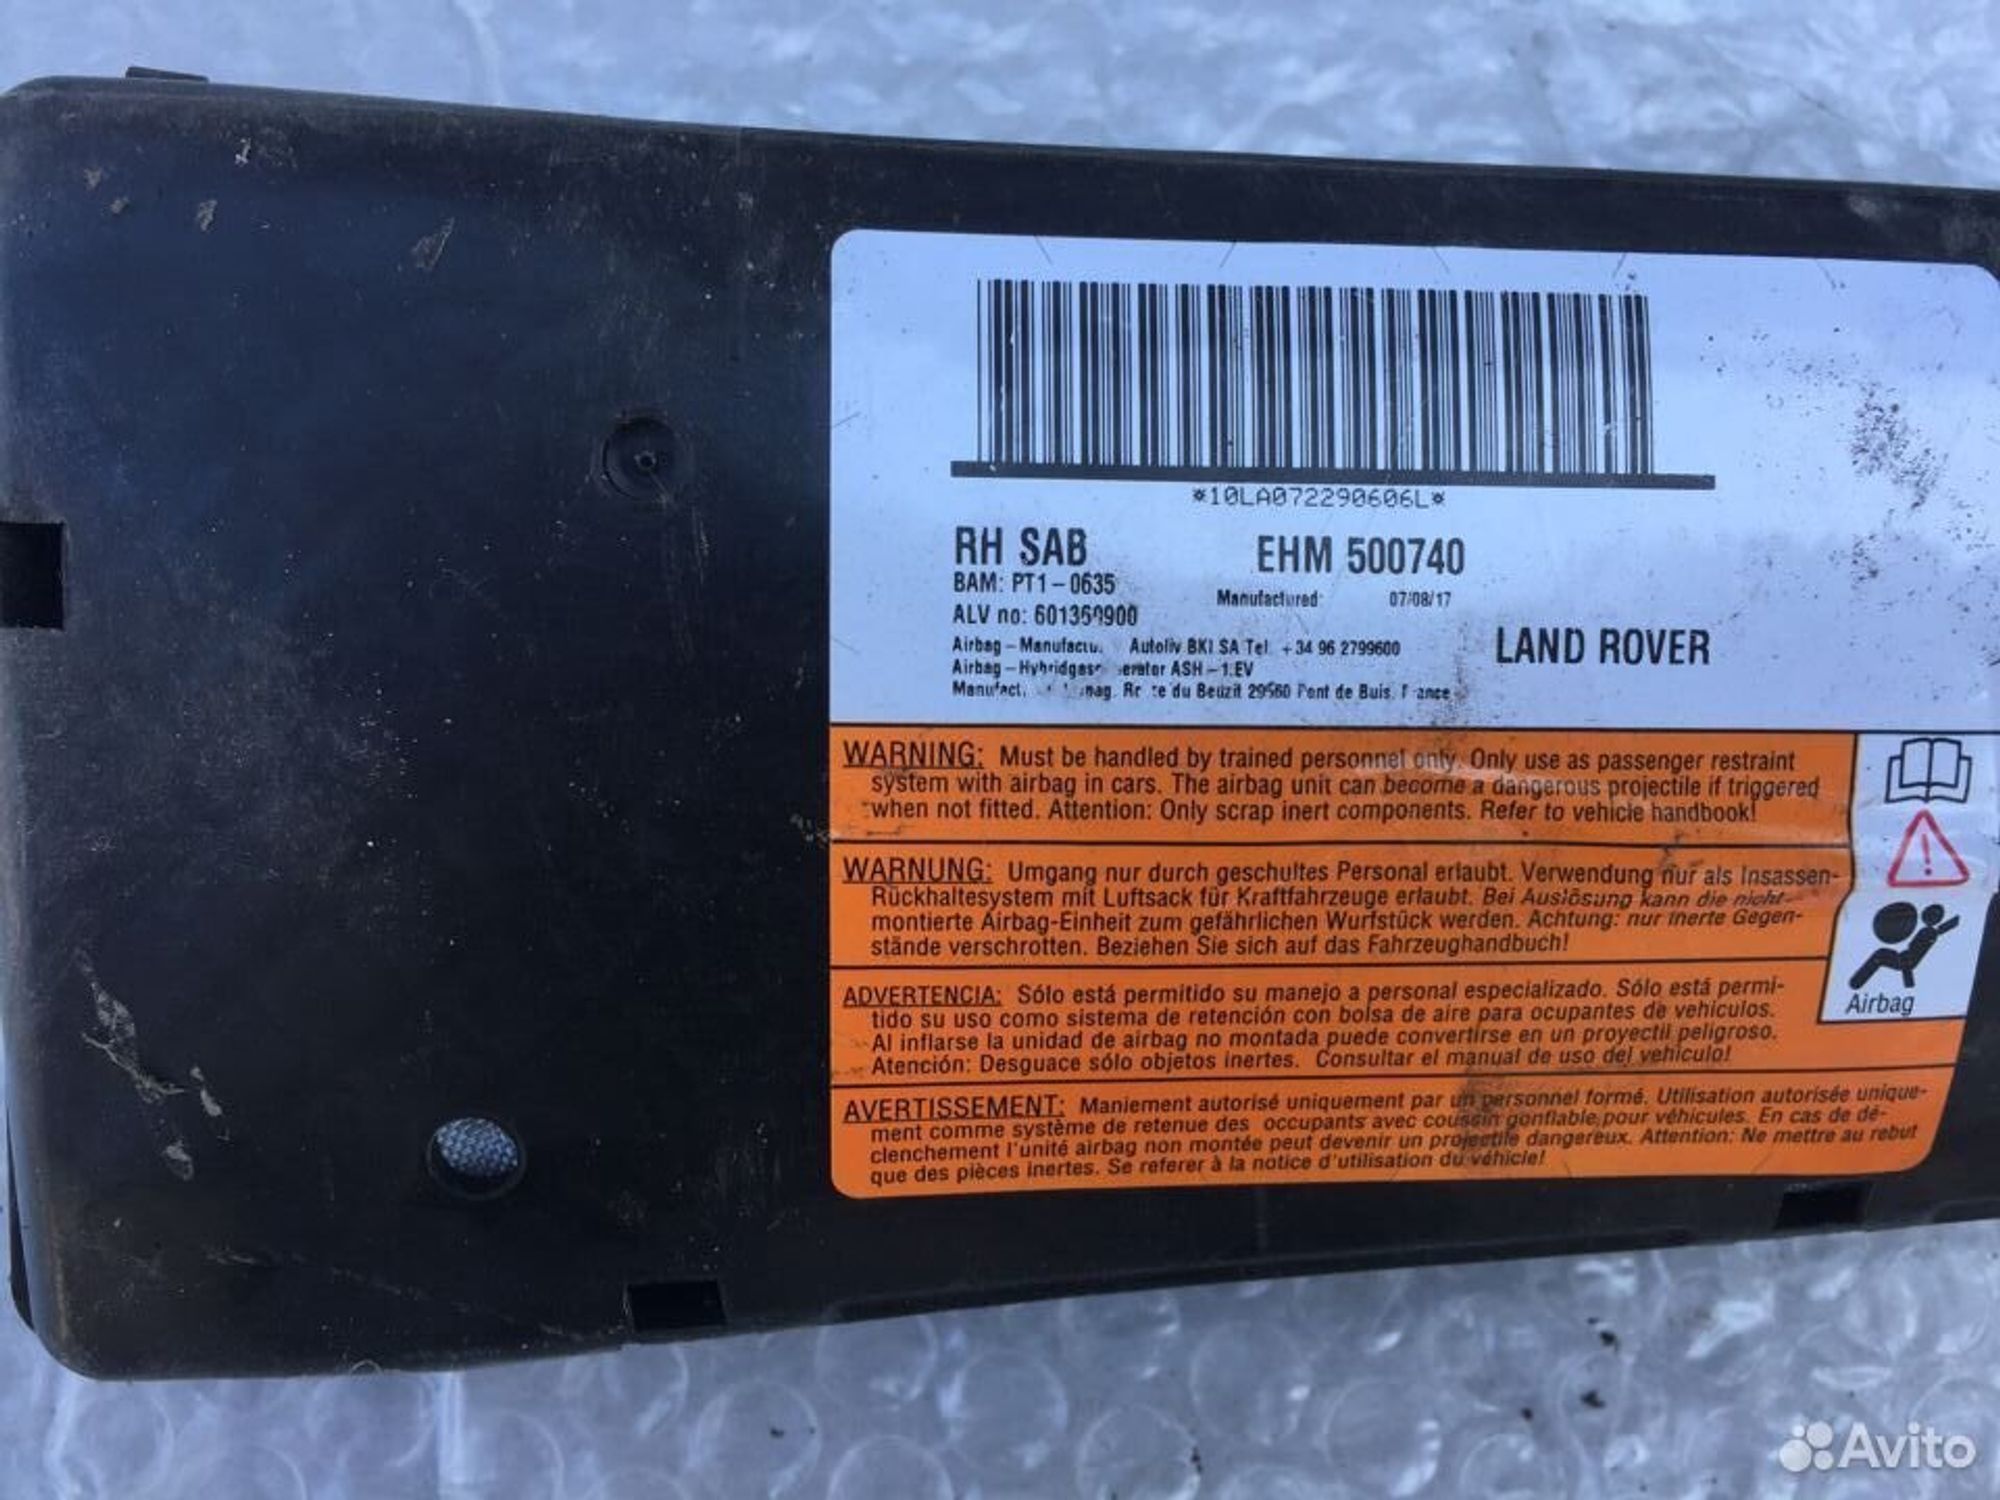 *10LA072290606L*
RH SAB EHM 500740
BAM: PT1-0635
Manufactured: 07/08/17
ALV no: 601369900
LAND ROVER
Airbag-Manufactu. Autoliv BKI SA Tel. +34 96 2799600
Airbag-Hybridgas erator ASH-1.EV
du Beuzit 29560 Pont de Buis, France
WARNING: Must be handled by trained personnel only. Only use as passenger restraint
system with airbag in cars. The airbag unit can become a dangerous projectile if triggered
when not fitted. Attention: Only scrap inert components. Refer to vehicle handbook!
WARNUNG: Umgang nur durch geschultes Personal erlaubt. Verwendung nur als Insassen-
Rückhaltesystem mit Luftsack für Kraftfahrzeuge erlaubt. Bei Auslösung kann die nicht
montierte Airbag-Einheit zum gefährlichen Wurfstück werden. Achtung: nur inerte Gegen-
stände verschrotten. Beziehen Sie sich auf das Fahrzeughandbuch!
ADVERTENCIA: Sólo está permitido su manejo a personal especializado. Sólo está permi-
tido su uso como sistema de retención con bolsa de aire para ocupantes de vehículos.
Al inflarse la unidad de airbag no montada puede convertirse en un proyectil peligroso.
Atención: Desguace sólo objetos inertes. Consultar el manual de uso del vehículo!
AVERTISSEMENT: Maniement autorisé uniquement par un personnel formé. Utilisation autorisée unique-
ment comme système de retenue des occupants avec coussin gonflable pour véhicules. En cas de dé-
clenchement l'unité airbag non montée peut devenir un projectile dangereux. Attention: Ne mettre au rebut
que des pièces inertes. Se referer à la notice d'utilisation du véhicle!
Airbag
Avito